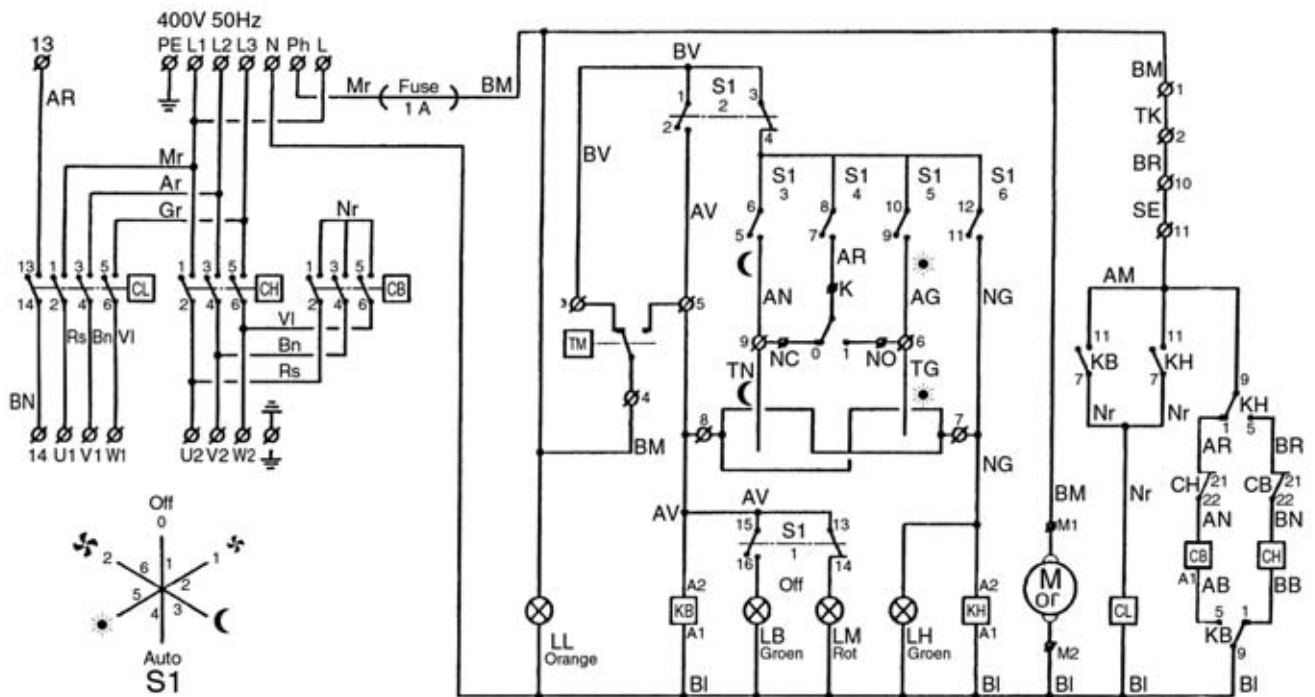 400V 50Hz
13 PE L1 L2 L3 N Ph L
Mr Fuse BM
1 A
AR
BV
BM 1
1 S1 3
2
2 4
TK
2
BV
Mr
BR
10
Ar
S1 S1 S1 S1
3 4 5 6
Gr Nr
AV
SE
11
6 8 10 12
5 7 9 11
AR
13 1 3 5 CL
14 2 4 6
1 3 5 CH
2 4 6
1 3 5 CB
2 4 6
K
AM
AN AG NG
5
Rs Bn Vl
Vl
TM
9 NC 0 1 NO 6
11 11
KB KH
7 7
Bn
TN TG
9
Rs
4
Nr Nr KH
1 5
BN
8 7
AR BR
14 U1 V1 W1 U2 V2 W2
BM
NG
CH 21
22
CB 21
22
AV AV
BM
Nr
15 S1 13
1
16 14
M1
AN BN
Off
0
Off
2 6 1 2 1
5 4 3
A2
KB
A1
A2
KH
A1
M
or
CL
CB
A1
CH
AB BB
5 1
KB
9
Auto
S1
LL
Orange
LB
Groen
LM
Rot
LH
Groen
M2
Bl Bl Bl Bl Bl